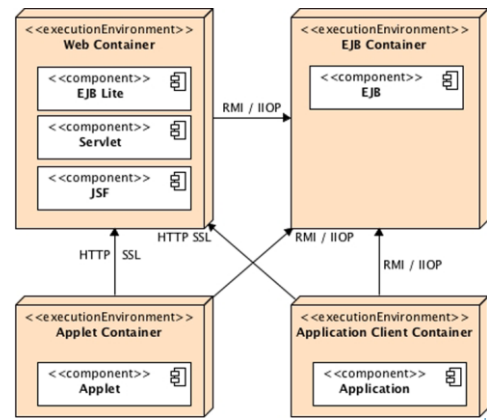 <<executionEnvironment>>
Web Container
<<component>>
EJB Lite
<<component>>
Servlet
<<component>>
JSF
RMI / IIOP
<<executionEnvironment>>
EJB Container
<<component>>
EJB
HTTP SSL
HTTP SSL
RMI / IIOP
RMI / IIOP
<<executionEnvironment>>
Applet Container
<<component>>
Applet
<<executionEnvironment>>
Application Client Container
<<component>>
Application